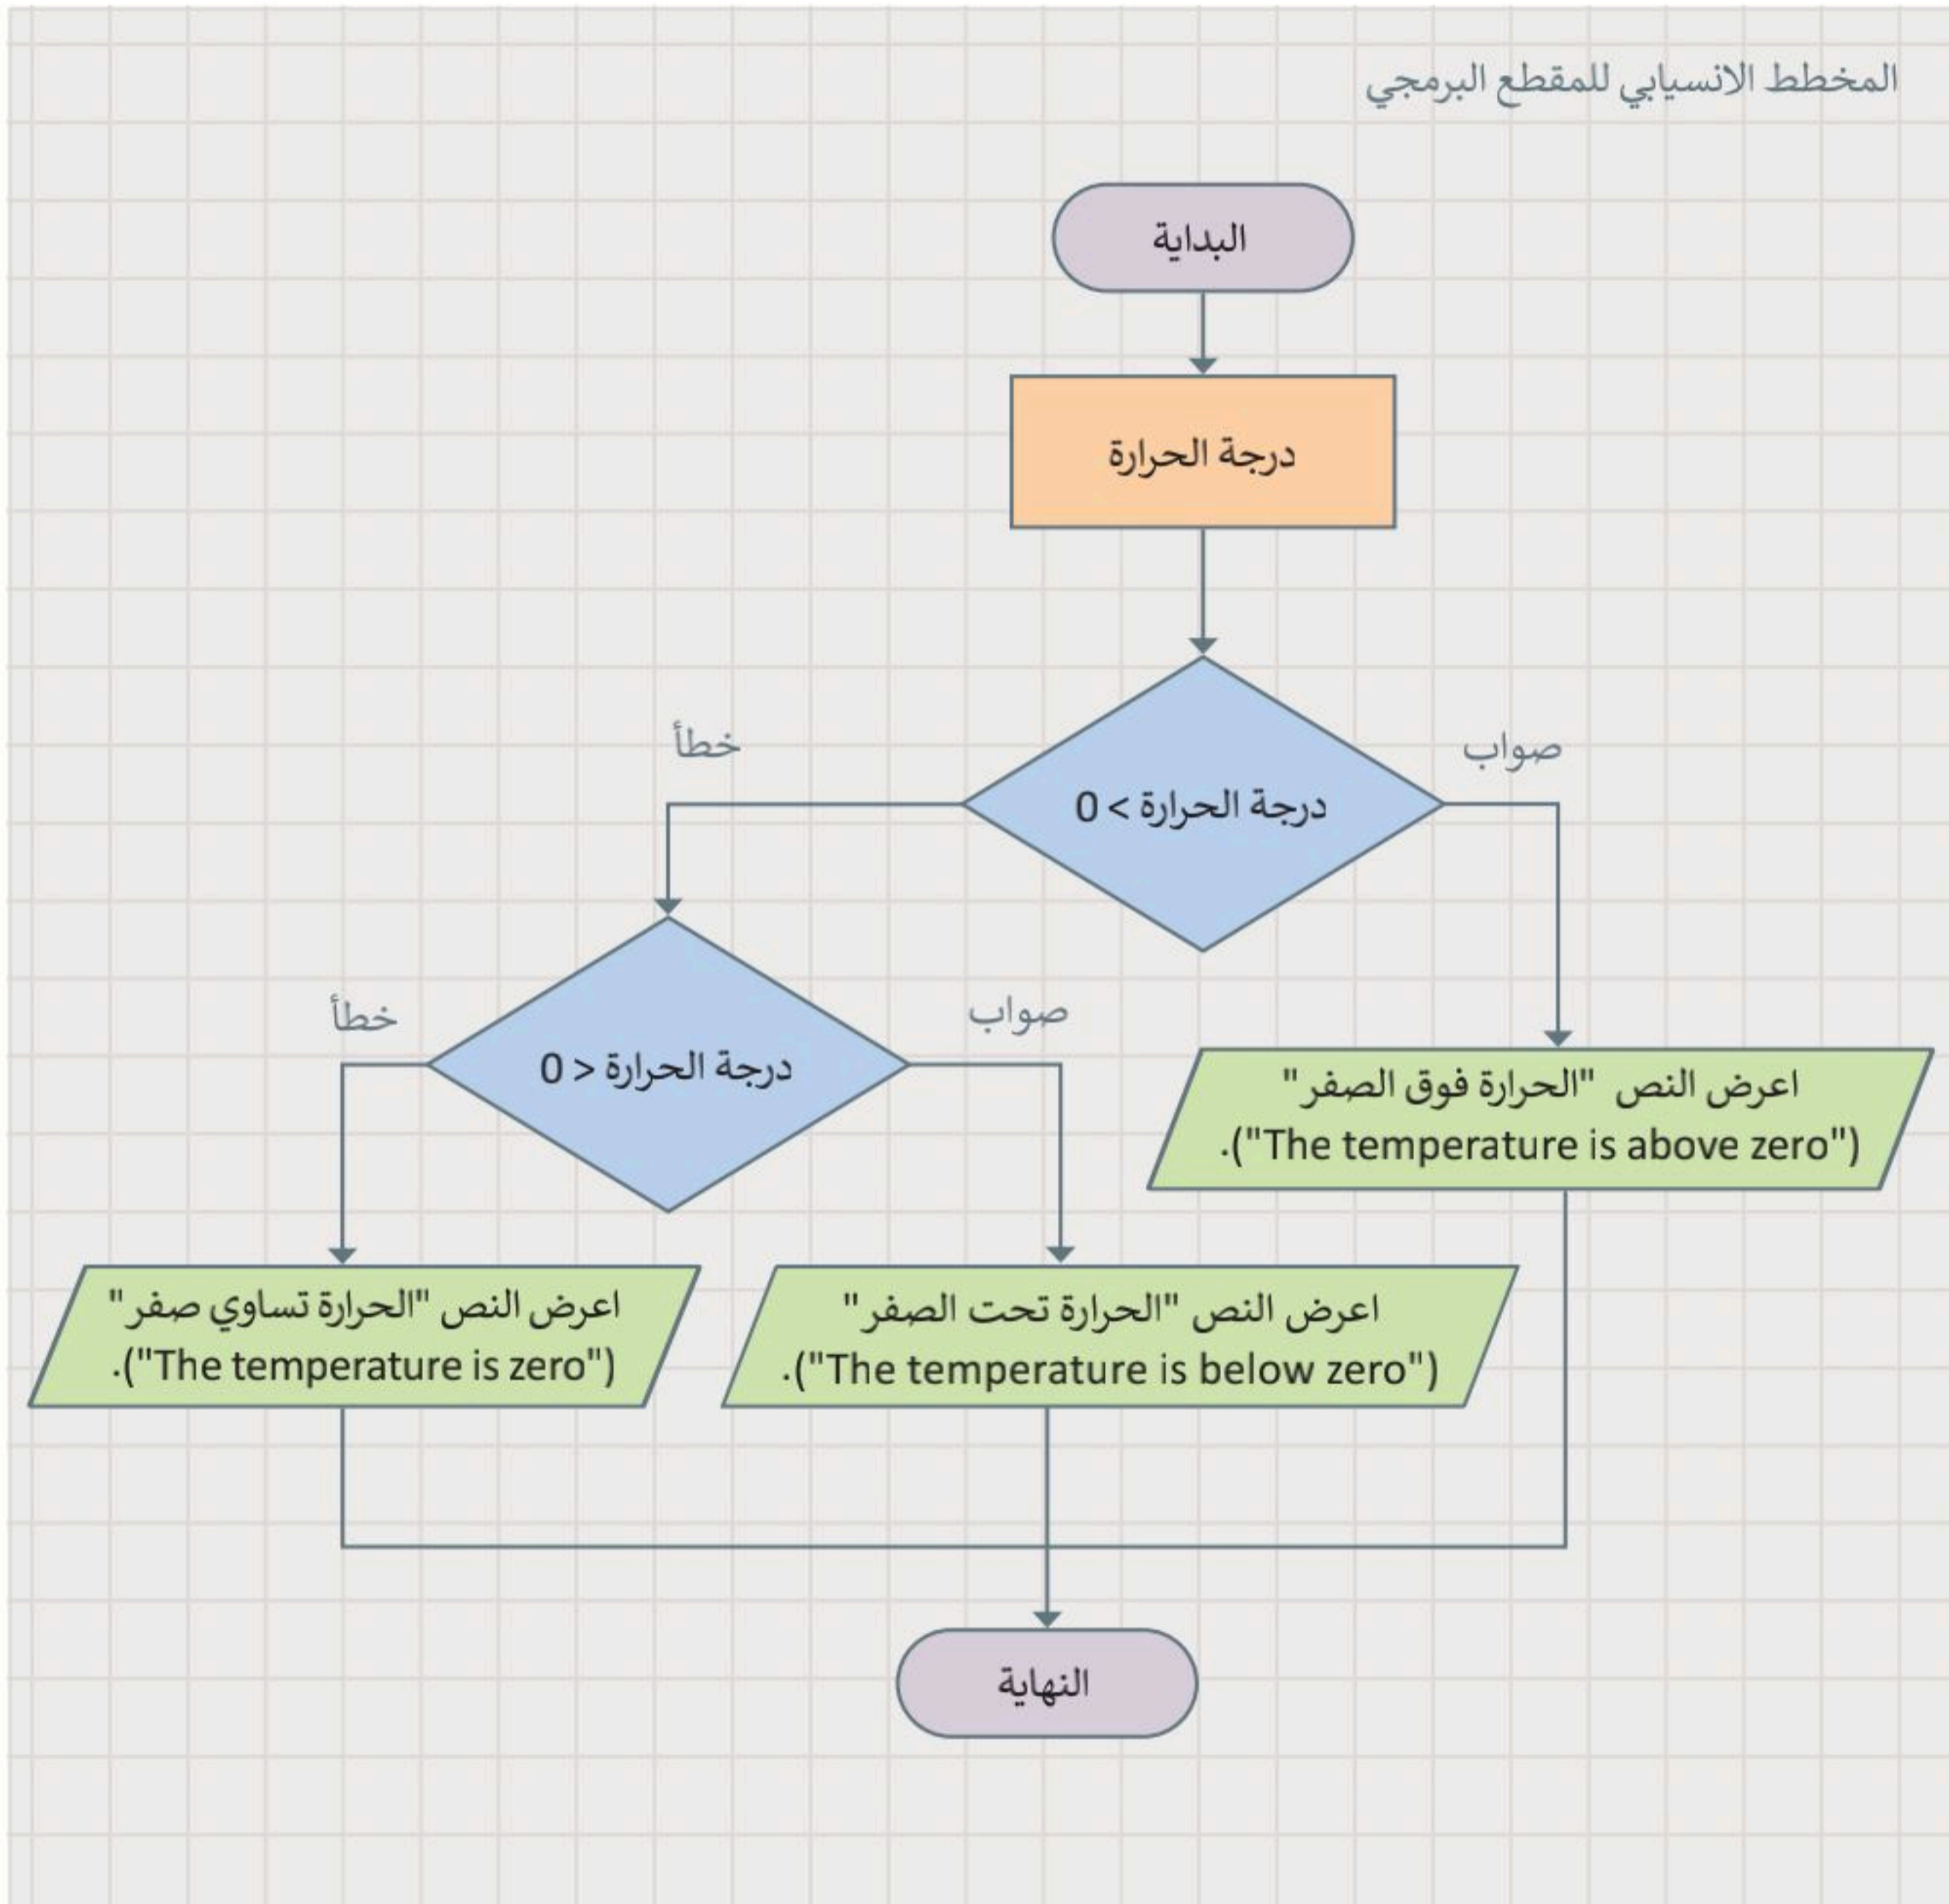 المخطط الانسيابي للمقطع البرمجي
البداية
درجة الحرارة
درجة الحرارة > 0
صواب
خطأ
درجة الحرارة < 0
صواب
خطأ
اعرض النص "الحرارة فوق الصفر"
("The temperature is above zero").
اعرض النص "الحرارة تحت الصفر"
("The temperature is below zero").
اعرض النص "الحرارة تساوي صفر"
("The temperature is zero").
النهاية